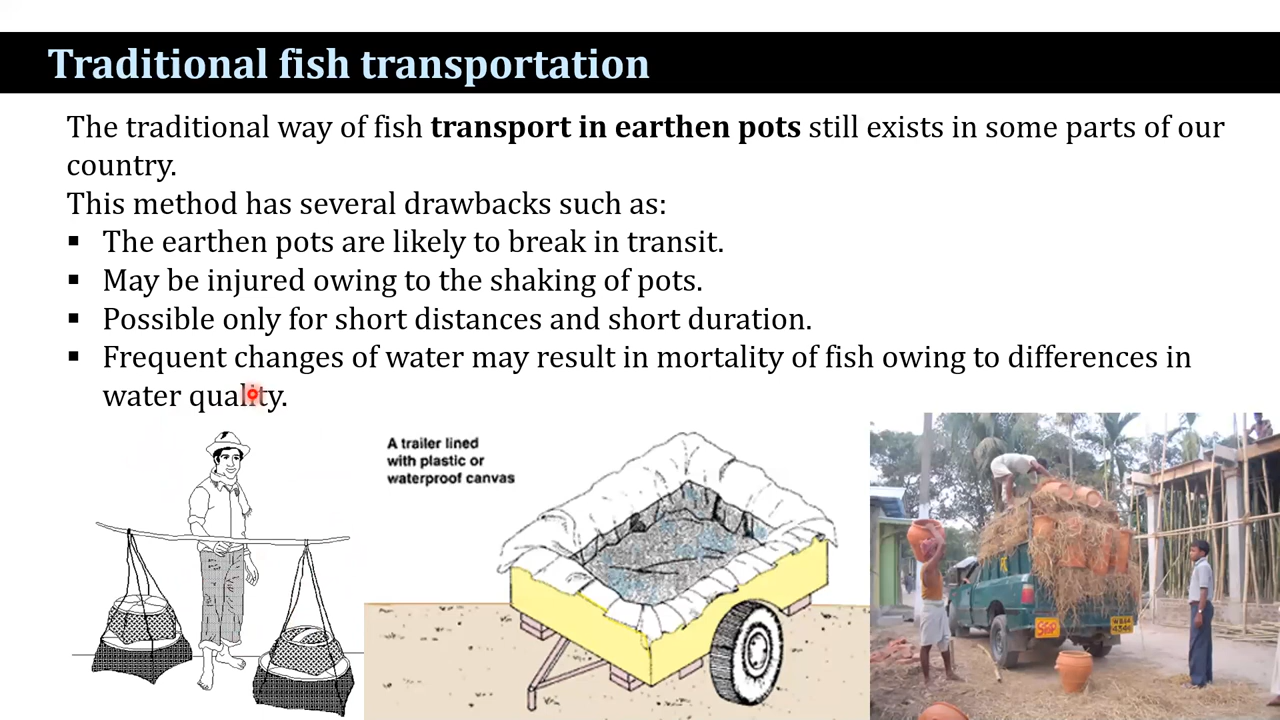 Traditional fish transportation
The traditional way of fish transport in earthen pots still exists in some parts of our
country.
This method has several drawbacks such as:
▪ The earthen pots are likely to break in transit.
▪ May be injured owing to the shaking of pots.
▪ Possible only for short distances and short duration.
▪ Frequent changes of water may result in mortality of fish owing to differences in
water quality.
A trailer lined
with plastic or
waterproof canvas